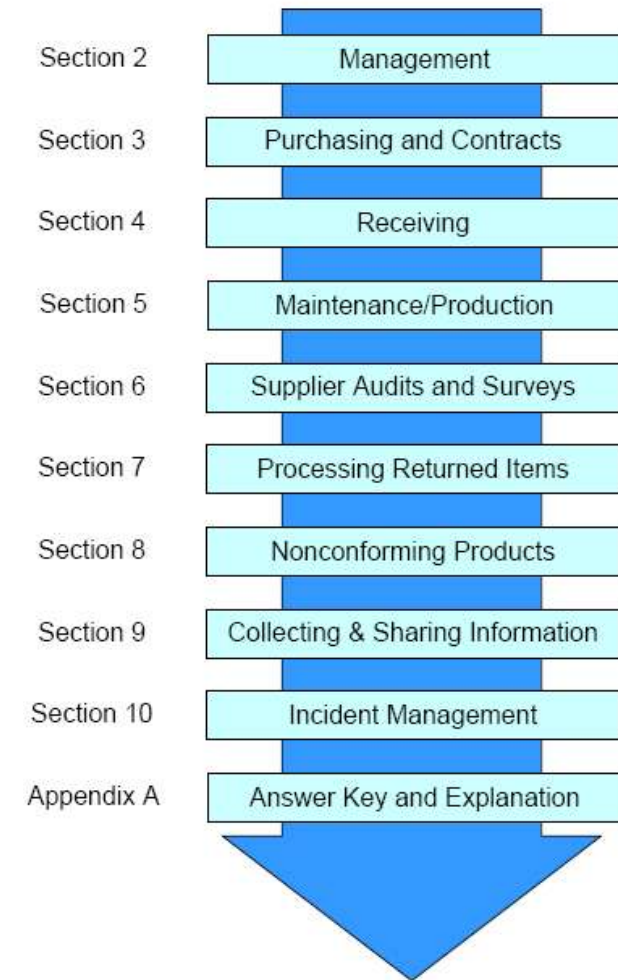 Section 2 Management
Section 3 Purchasing and Contracts
Section 4 Receiving
Section 5 Maintenance/Production
Section 6 Supplier Audits and Surveys
Section 7 Processing Returned Items
Section 8 Nonconforming Products
Section 9 Collecting & Sharing Information
Section 10 Incident Management
Appendix A Answer Key and Explanation